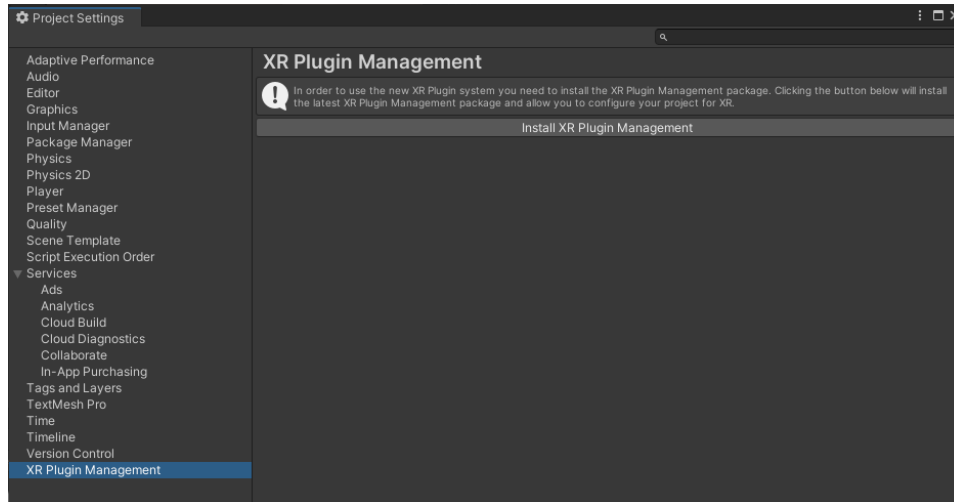 Project Settings
Adaptive Performance
Audio
Editor
Graphics
Input Manager
Package Manager
Physics
Physics 2D
Player
Preset Manager
Quality
Scene Template
Script Execution Order
Services
Ads
Analytics
Cloud Build
Cloud Diagnostics
Collaborate
In-App Purchasing
Tags and Layers
TextMesh Pro
Time
Timeline
Version Control
XR Plugin Management
XR Plugin Management
In order to use the new XR Plugin system you need to install the XR Plugin Management package. Clicking the button below will install
the latest XR Plugin Management package and allow you to configure your project for XR.
Install XR Plugin Management